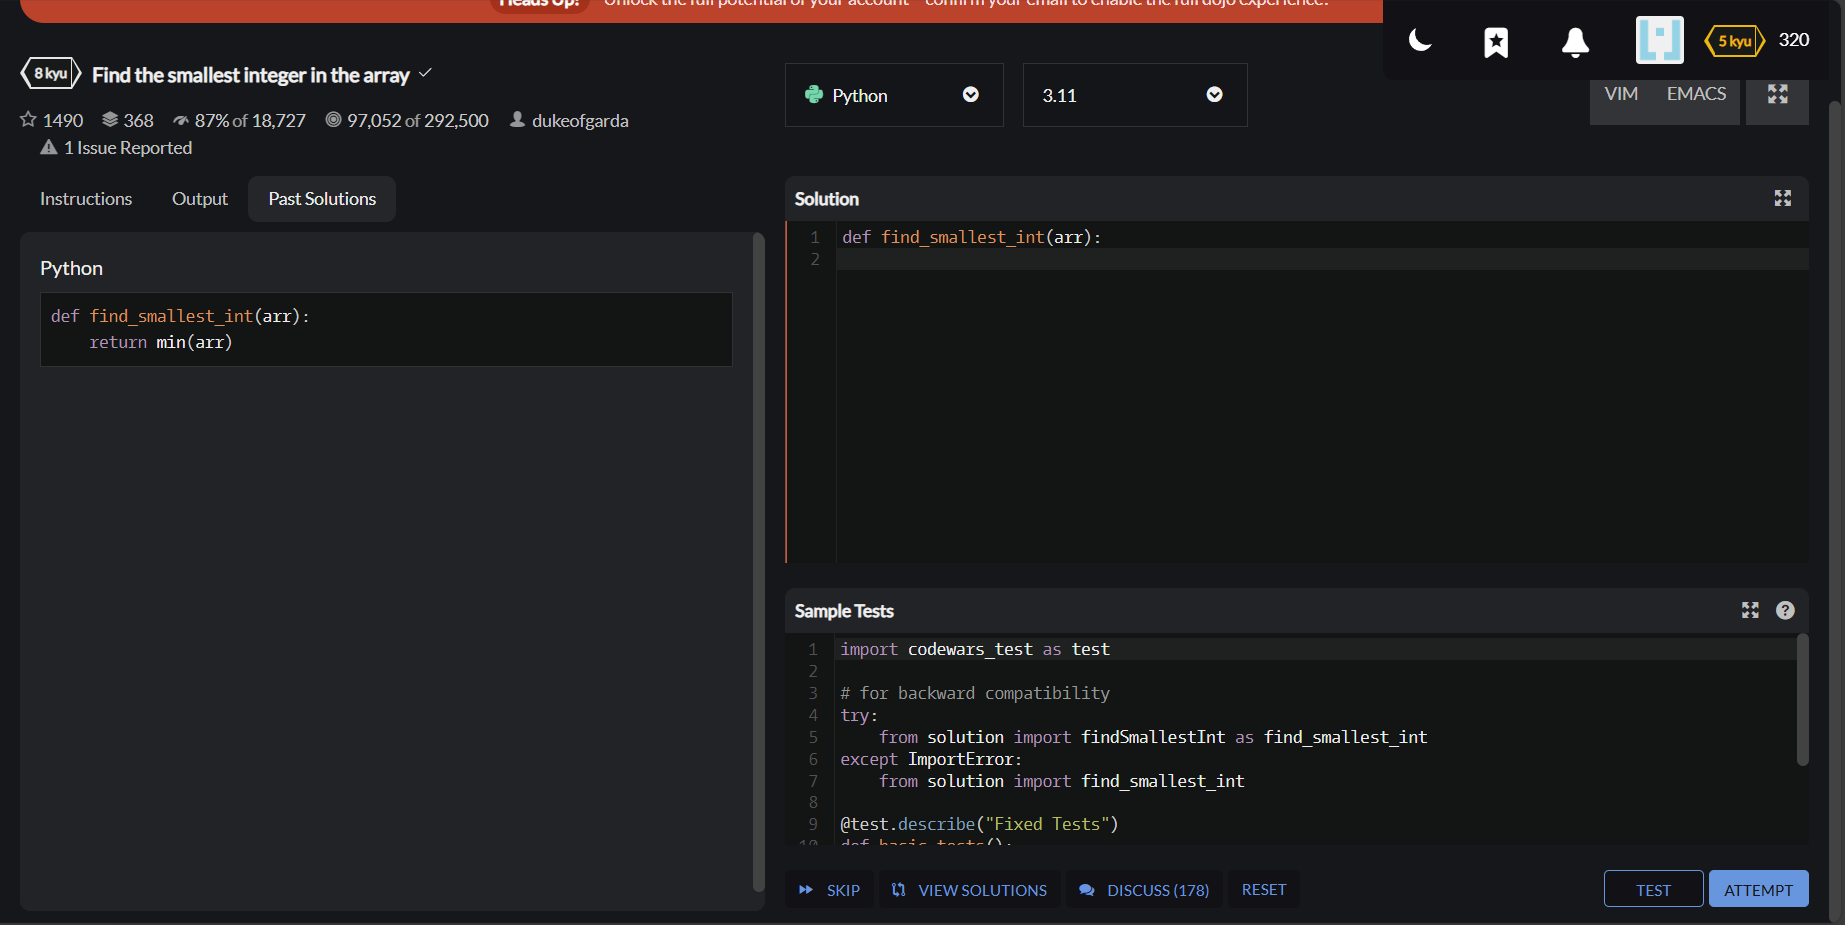 Heads Up! Unlock the full potential of your account - confirm your email to enable the full dojo experience!
5 kyu 320
8 kyu Find the smallest integer in the array
1490 368 87% of 18,727 97,052 of 292,500 dukeofgarda
1 Issue Reported
Python 3.11 VIM EMACS
Instructions Output Past Solutions
Python
def find_smallest_int(arr):
    return min(arr)
Solution
1 def find_smallest_int(arr):
2
Sample Tests
1 import codewars_test as test
2
3 # for backward compatibility
4 try:
5     from solution import findSmallestInt as find_smallest_int
6 except ImportError:
7     from solution import find_smallest_int
8
9 @test.describe("Fixed Tests")
10 def basic_tests():
SKIP VIEW SOLUTIONS DISCUSS (178) RESET TEST ATTEMPT